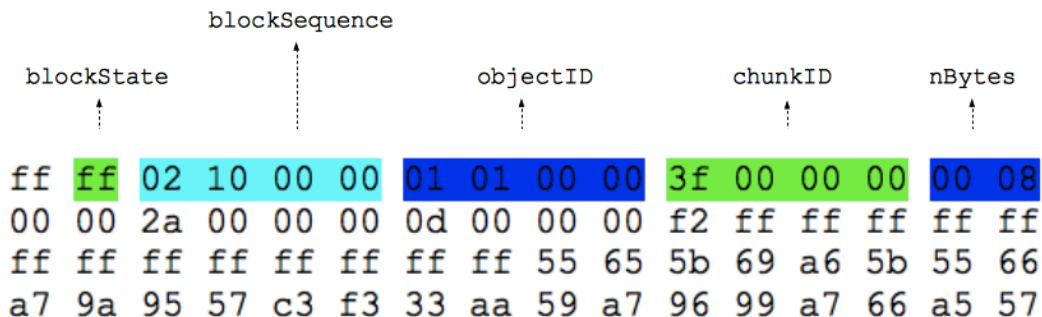 blockSequence
blockState objectID chunkID nBytes
ff ff 02 10 00 00 01 01 00 00 3f 00 00 00 00 08
00 00 2a 00 00 00 0d 00 00 00 f2 ff ff ff ff ff
ff ff ff ff ff ff ff ff 55 65 5b 69 a6 5b 55 66
a7 9a 95 57 c3 f3 33 aa 59 a7 96 99 a7 66 a5 57